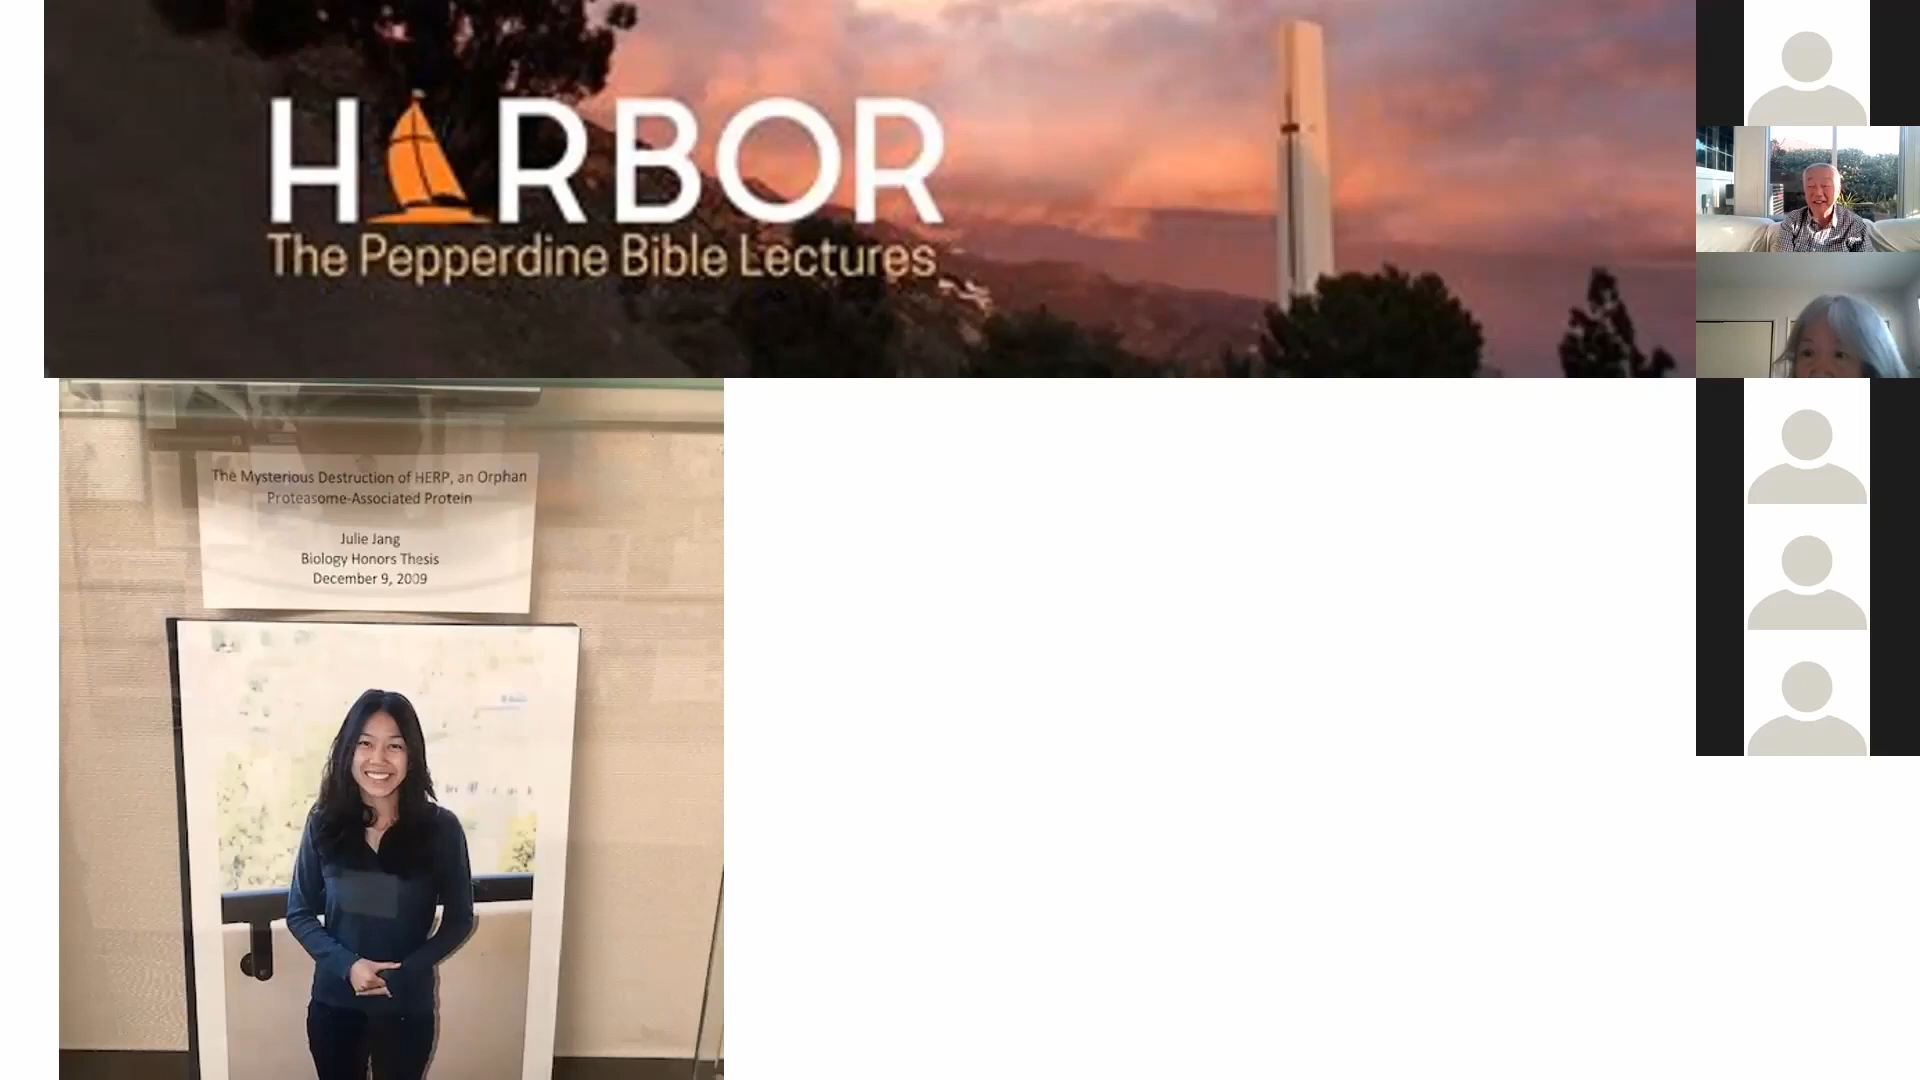 HARBOR
The Pepperdine Bible Lectures
The Mysterious Destruction of HERP, an Orphan
Proteasome-Associated Protein
Julie Jang
Biology Honors Thesis
December 9, 2009